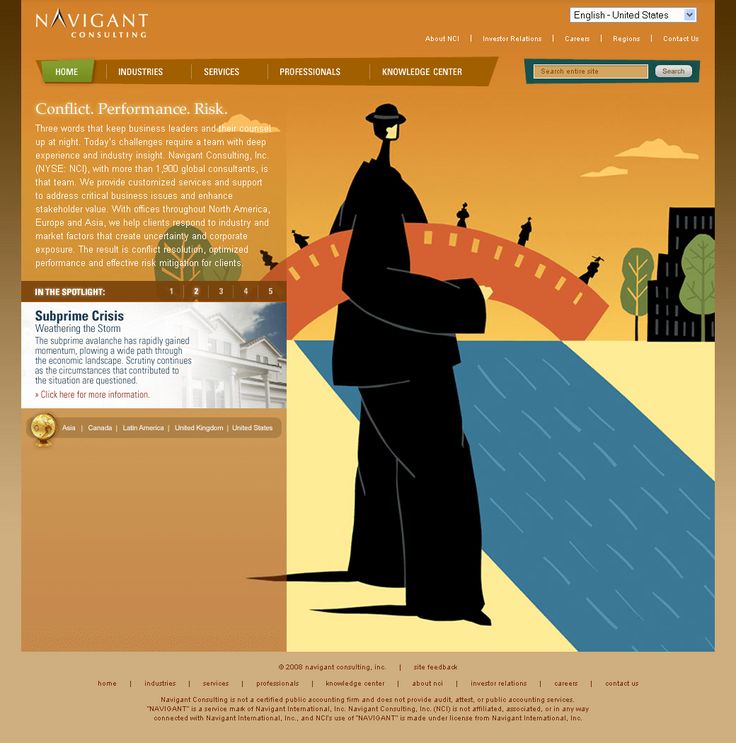 NAVIGANT
CONSULTING
English - United States
About NCI | Investor Relations | Careers | Regions | Contact Us
HOME
INDUSTRIES
SERVICES
PROFESSIONALS
KNOWLEDGE CENTER
Search entire site
Search
Conflict. Performance. Risk.
Three words that keep business leaders and their counsel
up at night. Today's challenges require a team with deep
experience and industry insight. Navigant Consulting, Inc.
(NYSE: NCI), with more than 1,900 global consultants, is
that team. We provide customized services and support
to address critical business issues and enhance
stakeholder value. With offices throughout North America,
Europe and Asia, we help clients respond to industry and
market factors that create uncertainty and corporate
exposure. The result is conflict resolution, optimized
performance and effective risk mitigation for clients.
IN THE SPOTLIGHT: 1 2 3 4 5
Subprime Crisis
Weathering the Storm
The subprime avalanche has rapidly gained
momentum, plowing a wide path through
the economic landscape. Scrutiny continues
as the circumstances that contributed to
the situation are questioned.
» Click here for more information.
Asia | Canada | Latin America | United Kingdom | United States
© 2008 navigant consulting, inc. | site feedback
home | industries | services | professionals | knowledge center | about nci | investor relations | careers | contact us
Navigant Consulting is not a certified public accounting firm and does not provide audit, attest, or public accounting services.
"NAVIGANT" is a service mark of Navigant International, Inc. Navigant Consulting, Inc. (NCI) is not affiliated, associated, or in any way
connected with Navigant International, Inc., and NCI's use of "NAVIGANT" is made under license from Navigant International, Inc.